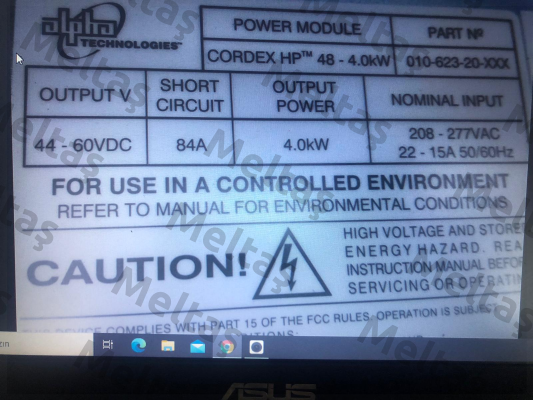 alpha
TECHNOLOGIES™
POWER MODULE
PART Nº
CORDEX HP™ 48 - 4.0kW
010-623-20-XXX
OUTPUT V.
SHORT CIRCUIT
OUTPUT POWER
NOMINAL INPUT
44 - 60VDC
84A
4.0kW
208 - 277VAC
22 - 15A 50/60Hz
FOR USE IN A CONTROLLED ENVIRONMENT
REFER TO MANUAL FOR ENVIRONMENTAL CONDITIONS
CAUTION!
HIGH VOLTAGE AND STORE
ENERGY HAZARD. REA
INSTRUCTION MANUAL BEFOR
SERVICING OR OPERATIN
DEVICE COMPLIES WITH PART 15 OF THE FCC RULES. OPERATION IS SUBJE
ASUS
Meltaş